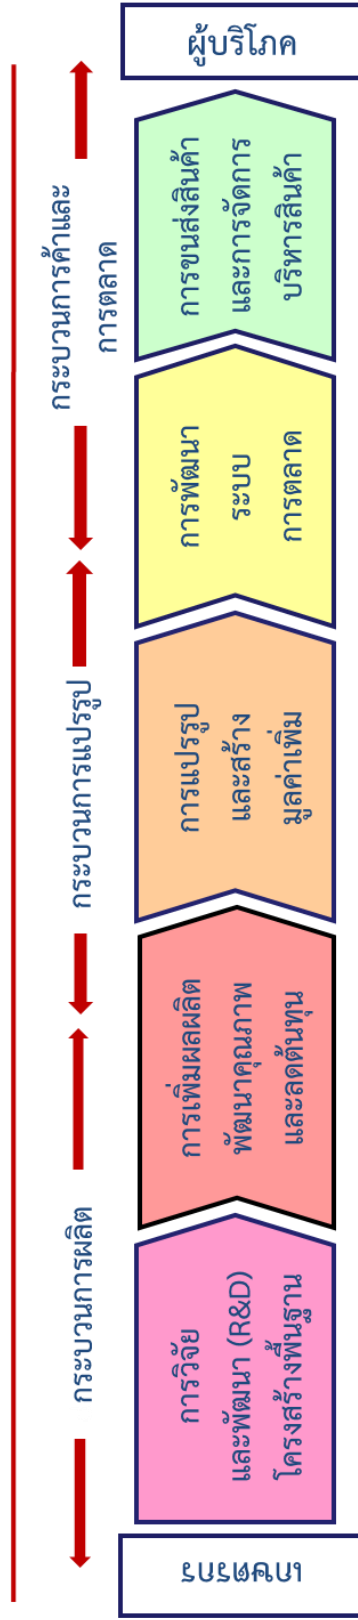 กระบวนการผลิต
กระบวนการแปรรูป
กระบวนการค้าและ
การตลาด
เกษตรกร
การวิจัย
และพัฒนา (R&D)
โครงสร้างพื้นฐาน
การเพิ่มผลผลิต
พัฒนาคุณภาพ
และลดต้นทุน
การแปรรูป
และสร้าง
มูลค่าเพิ่ม
การพัฒนา
ระบบ
การตลาด
การขนส่งสินค้า
และการจัดการ
บริหารสินค้า
ผู้บริโภค